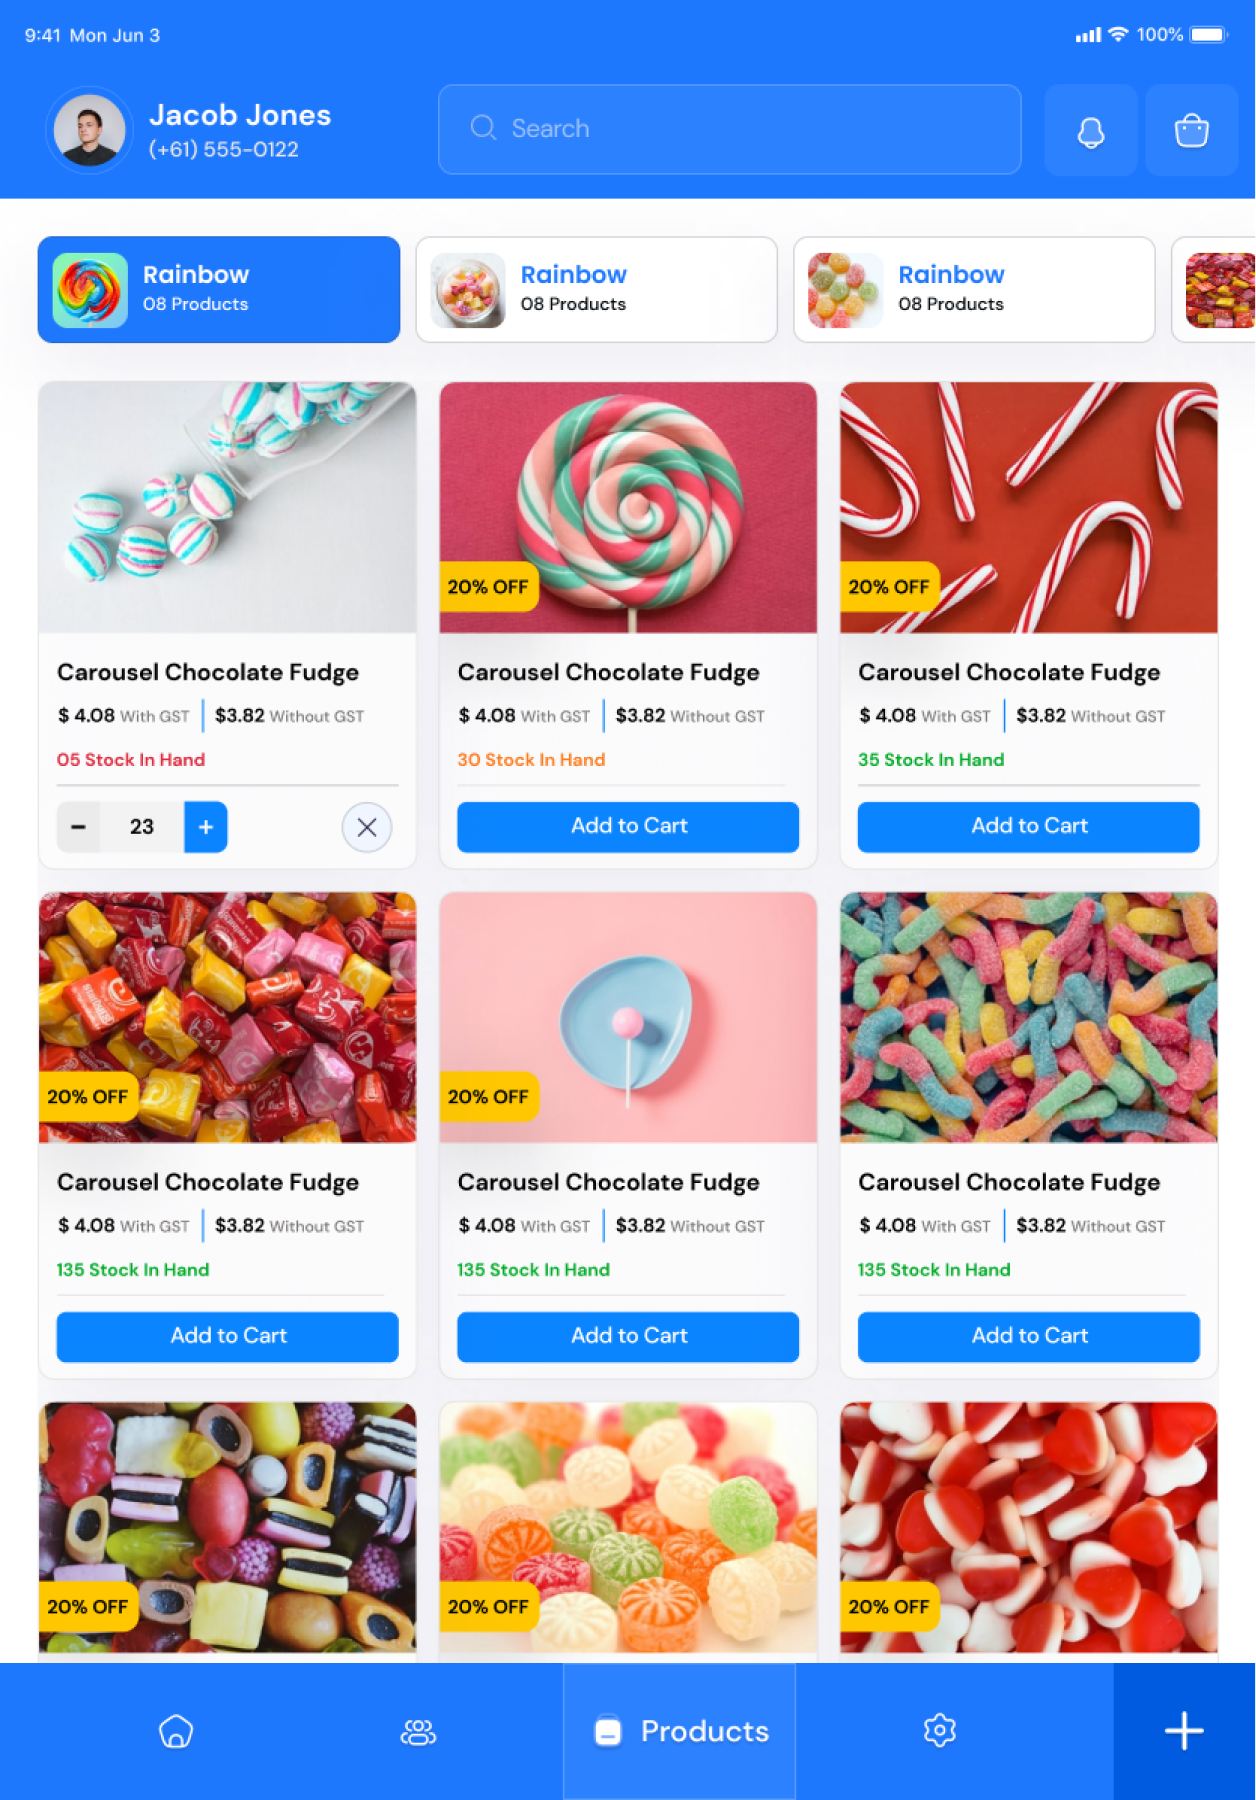 9:41 Mon Jun 3
100%
Jacob Jones
(+61) 555-0122
Search
Rainbow
08 Products
Rainbow
08 Products
Rainbow
08 Products
20% OFF
20% OFF
Carousel Chocolate Fudge
$ 4.08 With GST
$3.82 Without GST
05 Stock In Hand
- 23 +
Carousel Chocolate Fudge
$ 4.08 With GST
$3.82 Without GST
30 Stock In Hand
Add to Cart
Carousel Chocolate Fudge
$ 4.08 With GST
$3.82 Without GST
35 Stock In Hand
Add to Cart
20% OFF
Carousel Chocolate Fudge
$ 4.08 With GST
$3.82 Without GST
135 Stock In Hand
Add to Cart
20% OFF
Carousel Chocolate Fudge
$ 4.08 With GST
$3.82 Without GST
135 Stock In Hand
Add to Cart
Carousel Chocolate Fudge
$ 4.08 With GST
$3.82 Without GST
135 Stock In Hand
Add to Cart
20% OFF
20% OFF
20% OFF
Products